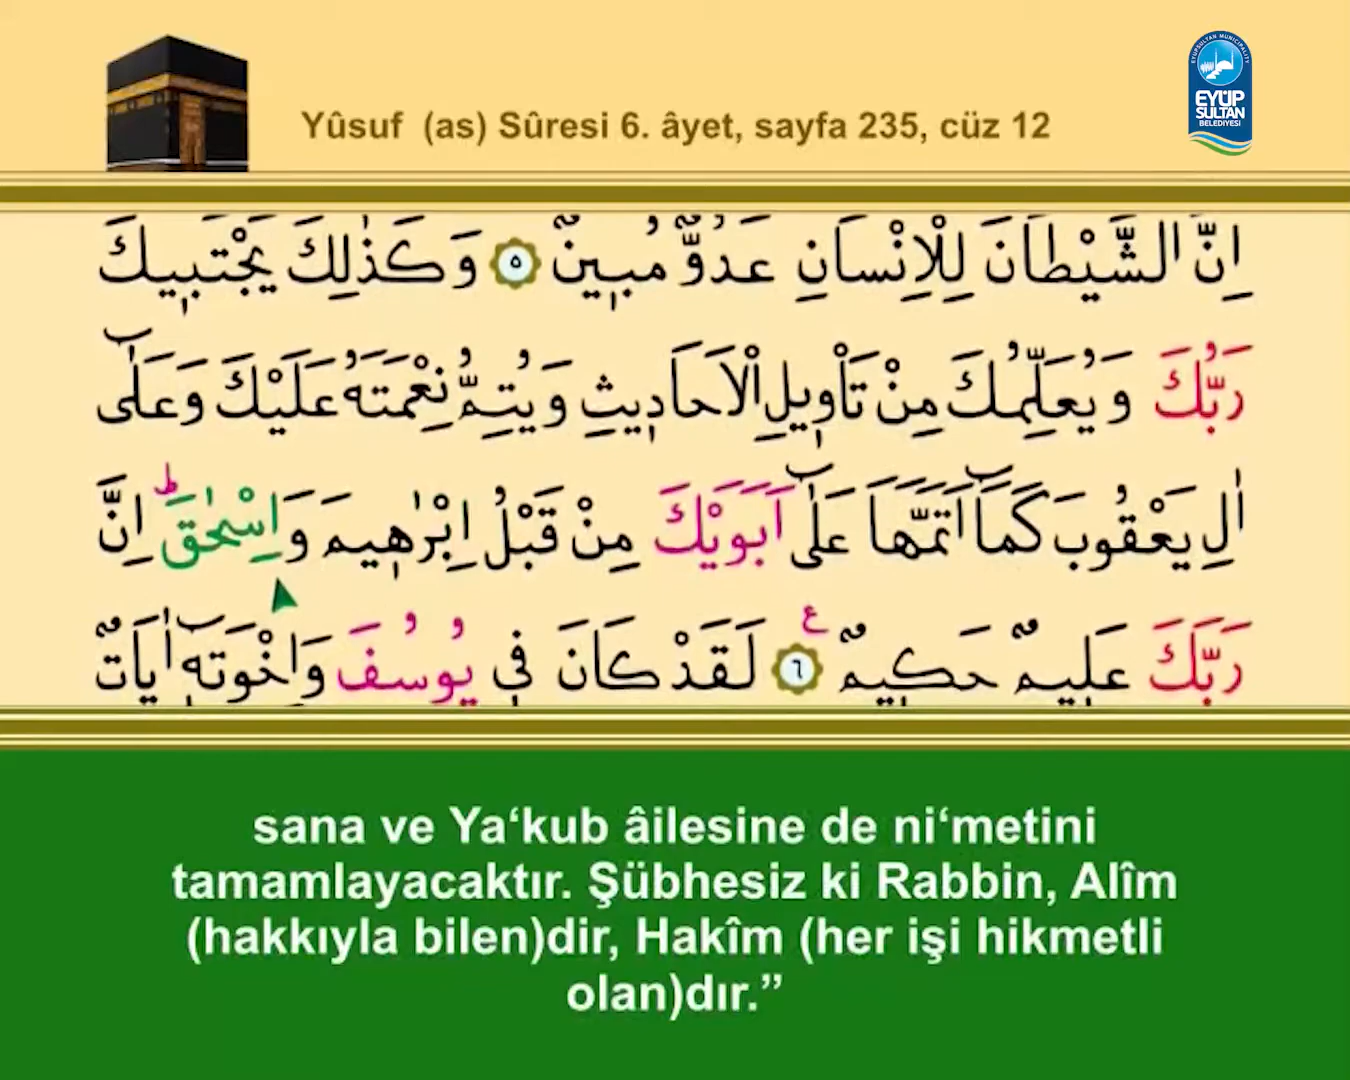 EYÜPSULTAN MUNICIPALITY
EYÜP
SULTAN
BELEDİYESİ
Yûsuf (as) Sûresi 6. âyet, sayfa 235, cüz 12
اِنَّ الشَّيْطَانَ لِلْاِنْسَانِ عَدُوٌّ مُب۪ينٌ ٥ وَكَذٰلِكَ يَجْتَب۪يكَ
رَبُّكَ وَيُعَلِّمُكَ مِنْ تَأْو۪يلِ الْاَحَاد۪يثِ وَيُتِمُّ نِعْمَتَهُ عَلَيْكَ وَعَلٰٓى
اٰلِ يَعْقُوبَ كَمَٓا اَتَمَّهَا عَلٰٓى اَبَوَيْكَ مِنْ قَبْلُ اِبْرٰه۪يمَ وَاِسْحٰقَۜ اِنَّ
رَبَّكَ عَل۪يمٌ حَك۪يمٌ ع ٦ لَقَدْ كَانَ ف۪ي يُوسُفَ وَاِخْوَتِه۪ٓ اٰيَاتٌ
sana ve Ya‘kub âilesine de ni‘metini
tamamlayacaktır. Şübhesiz ki Rabbin, Alîm
(hakkıyla bilen)dir, Hakîm (her işi hikmetli
olan)dır.”